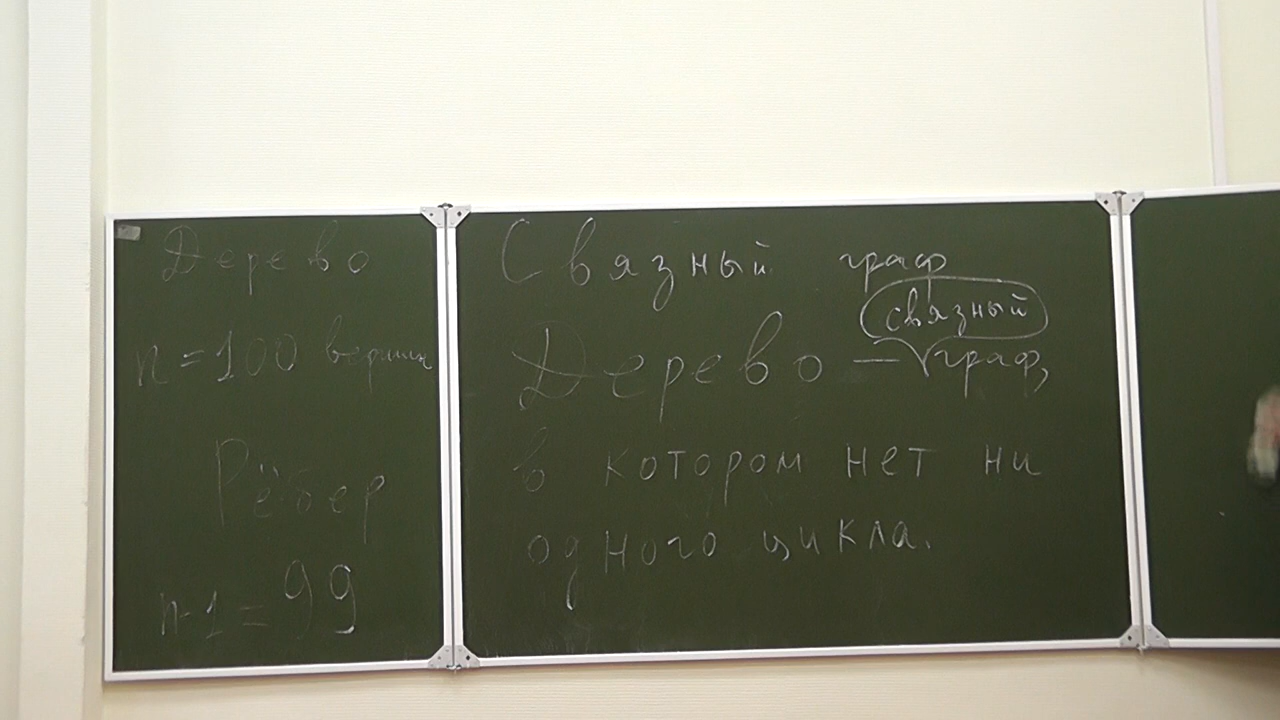 Дерево
n = 100 вершин
Рёбер
n-1 = 99
Связный граф
связный
Дерево — граф,
в котором нет ни
одного цикла.